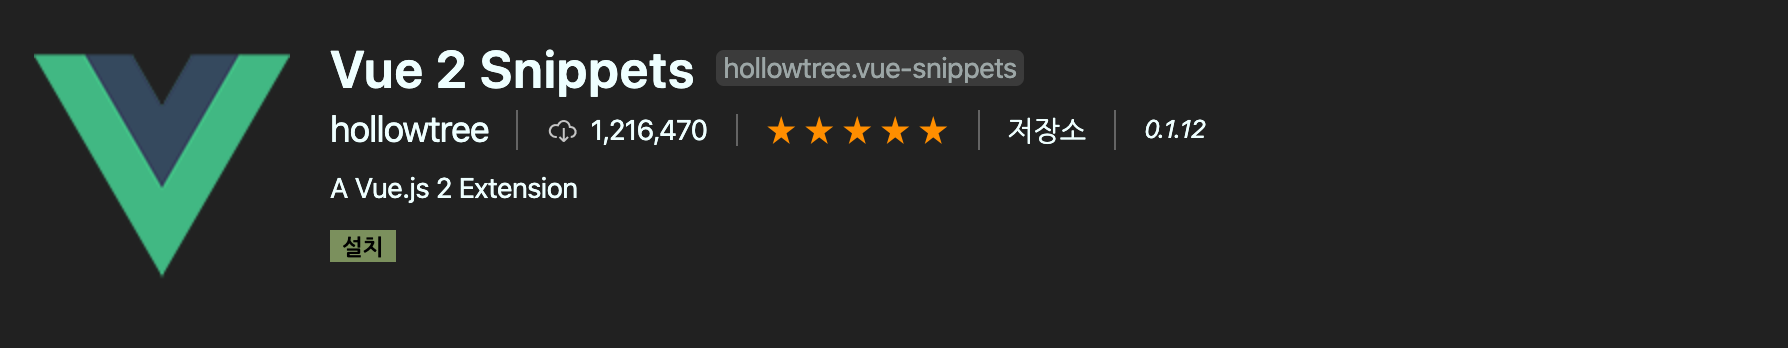 Vue 2 Snippets hollowtree.vue-snippets
hollowtree 1,216,470 저장소 0.1.12
A Vue.js 2 Extension
설치